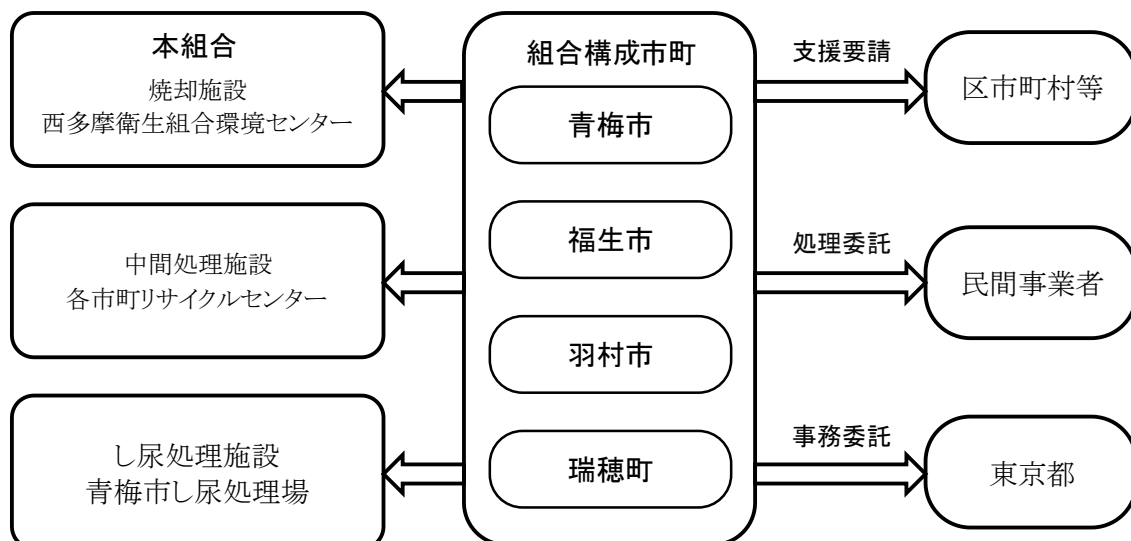 本組合
焼却施設
西多摩衛生組合環境センター
中間処理施設
各市町リサイクルセンター
し尿処理施設
青梅市し尿処理場
組合構成市町
青梅市
福生市
羽村市
瑞穂町
支援要請
区市町村等
処理委託
民間事業者
事務委託
東京都